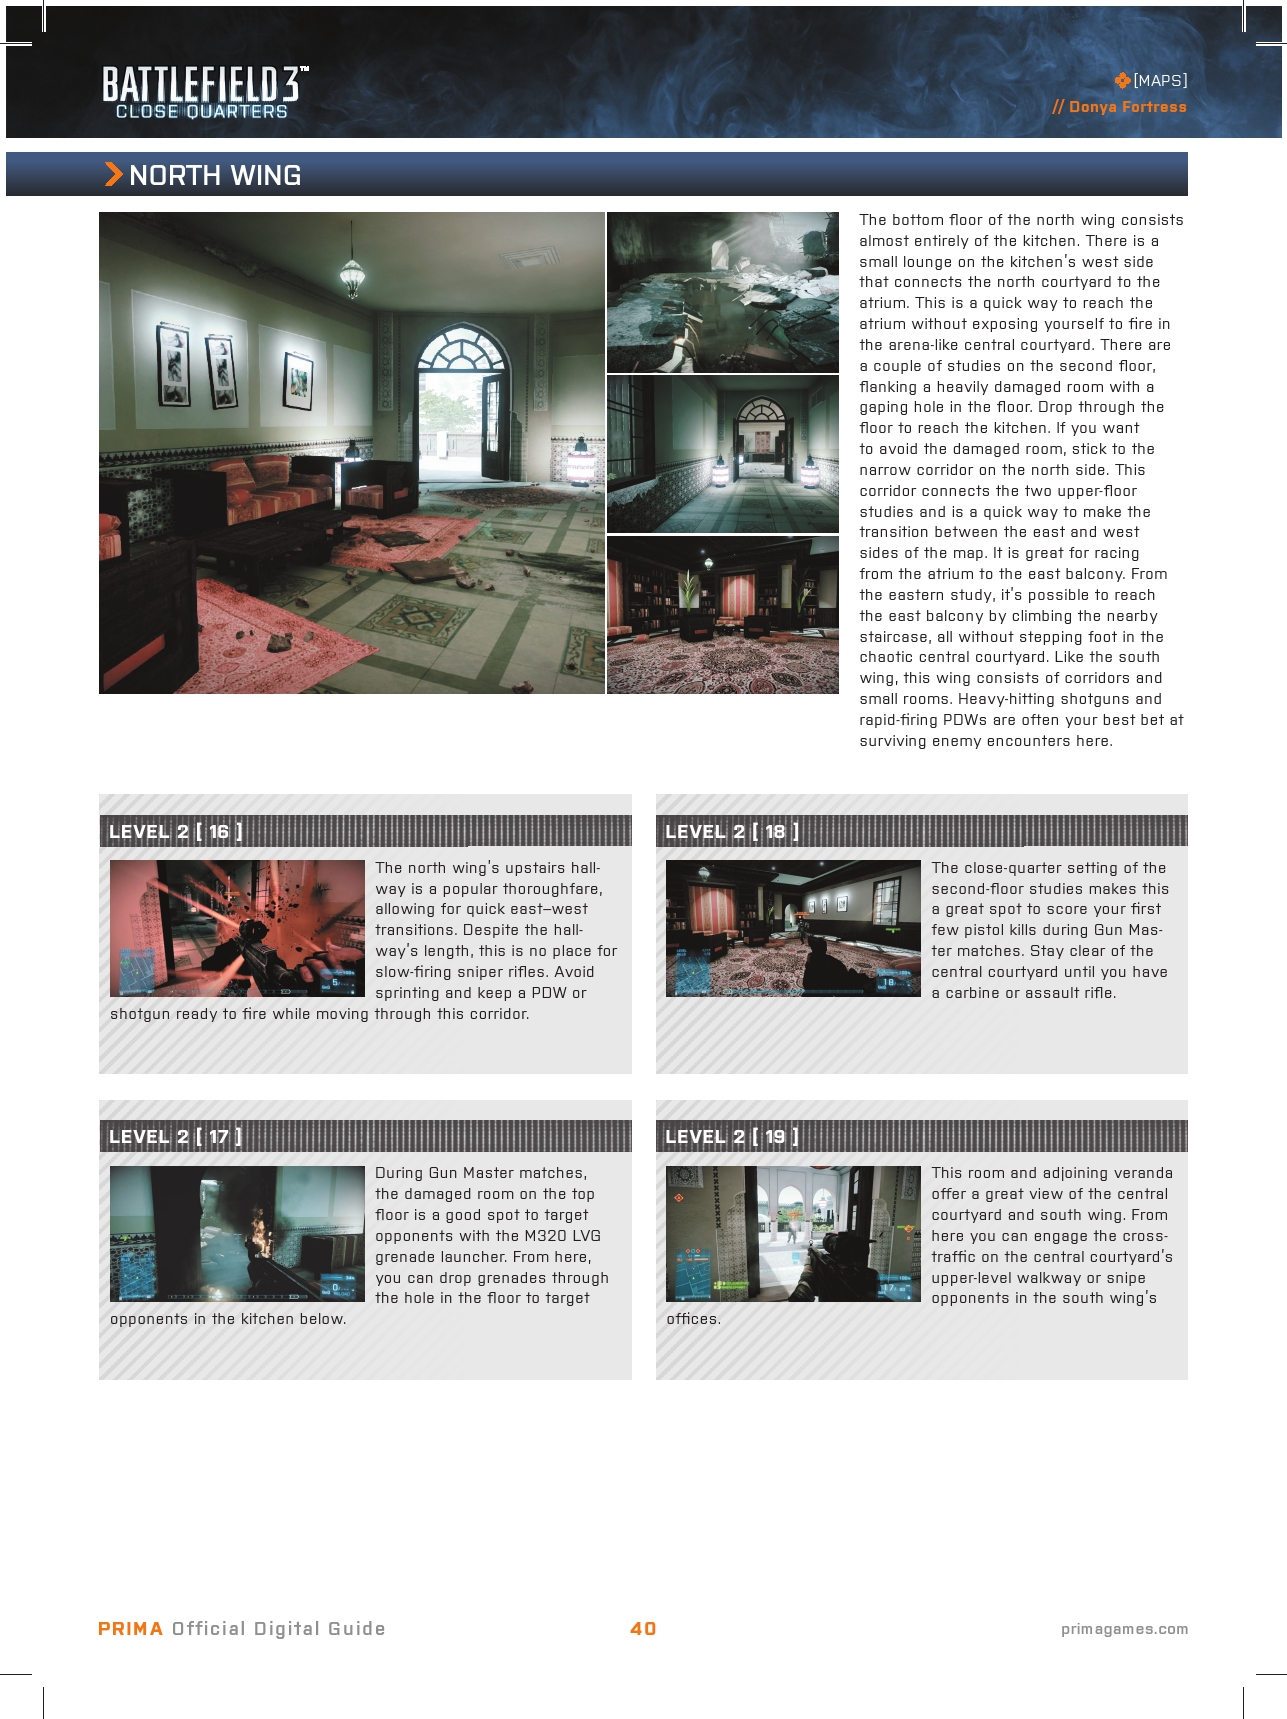 BATTLEFIELD 3™
CLOSE QUARTERS
[MAPS]
// Donya Fortress
NORTH WING
The bottom floor of the north wing consists
almost entirely of the kitchen. There is a
small lounge on the kitchen's west side
that connects the north courtyard to the
atrium. This is a quick way to reach the
atrium without exposing yourself to fire in
the arena-like central courtyard. There are
a couple of studies on the second floor,
flanking a heavily damaged room with a
gaping hole in the floor. Drop through the
floor to reach the kitchen. If you want
to avoid the damaged room, stick to the
narrow corridor on the north side. This
corridor connects the two upper-floor
studies and is a quick way to make the
transition between the east and west
sides of the map. It is great for racing
from the atrium to the east balcony. From
the eastern study, it's possible to reach
the east balcony by climbing the nearby
staircase, all without stepping foot in the
chaotic central courtyard. Like the south
wing, this wing consists of corridors and
small rooms. Heavy-hitting shotguns and
rapid-firing PDWs are often your best bet at
surviving enemy encounters here.
LEVEL 2 [ 16 ]
The north wing's upstairs hall-
way is a popular thoroughfare,
allowing for quick east–west
transitions. Despite the hall-
way's length, this is no place for
slow-firing sniper rifles. Avoid
sprinting and keep a PDW or
shotgun ready to fire while moving through this corridor.
LEVEL 2 [ 18 ]
The close-quarter setting of the
second-floor studies makes this
a great spot to score your first
few pistol kills during Gun Mas-
ter matches. Stay clear of the
central courtyard until you have
a carbine or assault rifle.
LEVEL 2 [ 17 ]
During Gun Master matches,
the damaged room on the top
floor is a good spot to target
opponents with the M320 LVG
grenade launcher. From here,
you can drop grenades through
the hole in the floor to target
opponents in the kitchen below.
LEVEL 2 [ 19 ]
This room and adjoining veranda
offer a great view of the central
courtyard and south wing. From
here you can engage the cross-
traffic on the central courtyard's
upper-level walkway or snipe
opponents in the south wing's
offices.
PRIMA Official Digital Guide
40
primagames.com